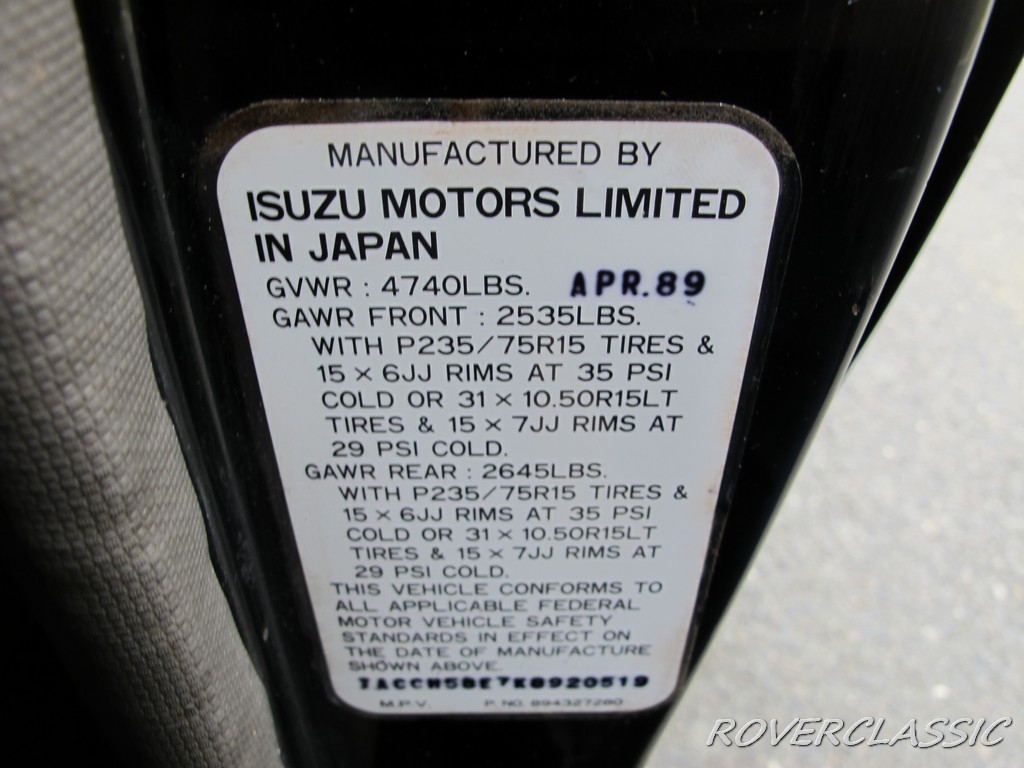 MANUFACTURED BY
ISUZU MOTORS LIMITED
IN JAPAN
GVWR : 4740LBS. APR.89
GAWR FRONT : 2535LBS.
WITH P235/75R15 TIRES &
15 × 6JJ RIMS AT 35 PSI
COLD OR 31 × 10.50R15LT
TIRES & 15 × 7JJ RIMS AT
29 PSI COLD.
GAWR REAR : 2645LBS.
WITH P235/75R15 TIRES &
15 × 6JJ RIMS AT 35 PSI
COLD OR 31 × 10.50R15LT
TIRES & 15 × 7JJ RIMS AT
29 PSI COLD.
THIS VEHICLE CONFORMS TO
ALL APPLICABLE FEDERAL
MOTOR VEHICLE SAFETY
STANDARDS IN EFFECT ON
THE DATE OF MANUFACTURE
SHOWN ABOVE.
M.P.V. P. NO. 894327280
ROVERCLASSIC